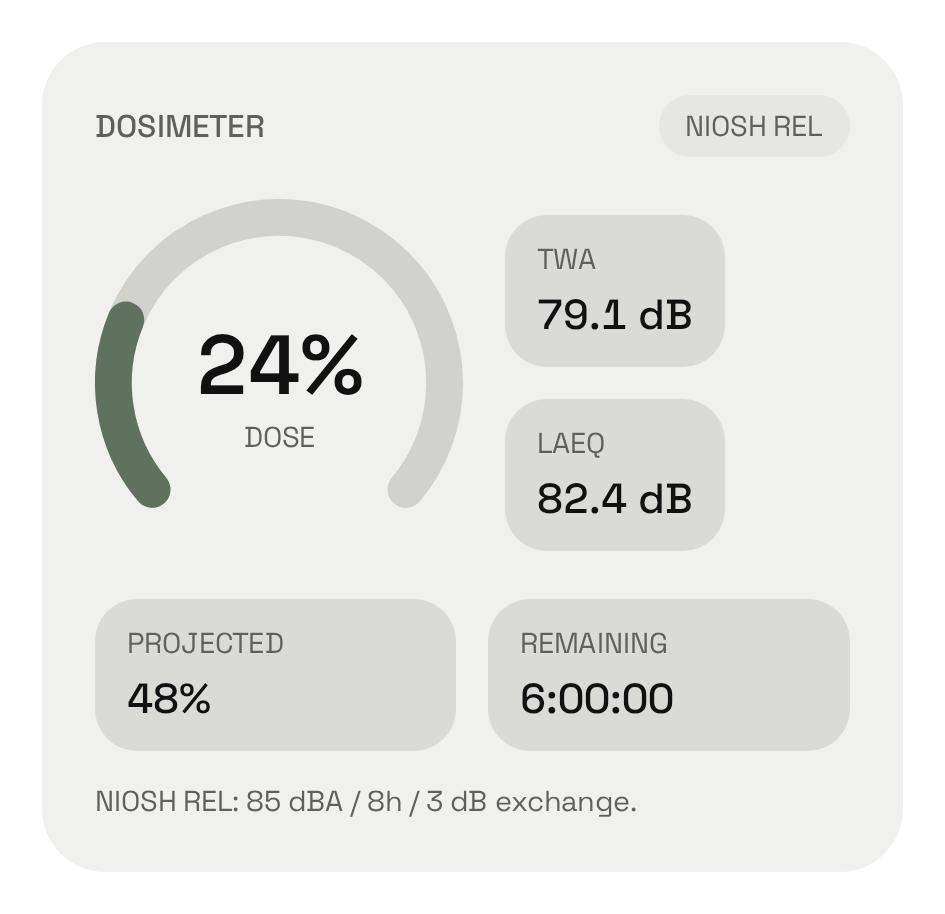 DOSIMETER
NIOSH REL
24%
DOSE
TWA
79.1 dB
LAEQ
82.4 dB
PROJECTED
48%
REMAINING
6:00:00
NIOSH REL: 85 dBA / 8h / 3 dB exchange.